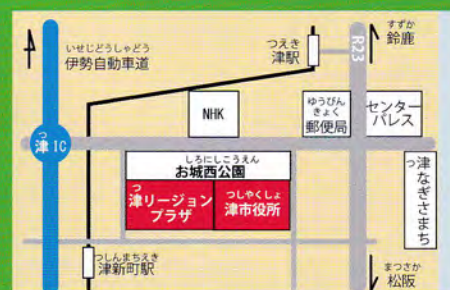 いせじどうしゃどう
伊勢自動車道
つえき
津駅
R23
すずか
鈴鹿
NHK
ゆうびん
きょく
郵便局
センター
パレス
つ
津IC
しろにしこうえん
お城西公園
つ
津リージョン
プラザ
つしやくしょ
津市役所
つ
津なぎさまち
つしんまちえき
津新町駅
まつさか
松阪